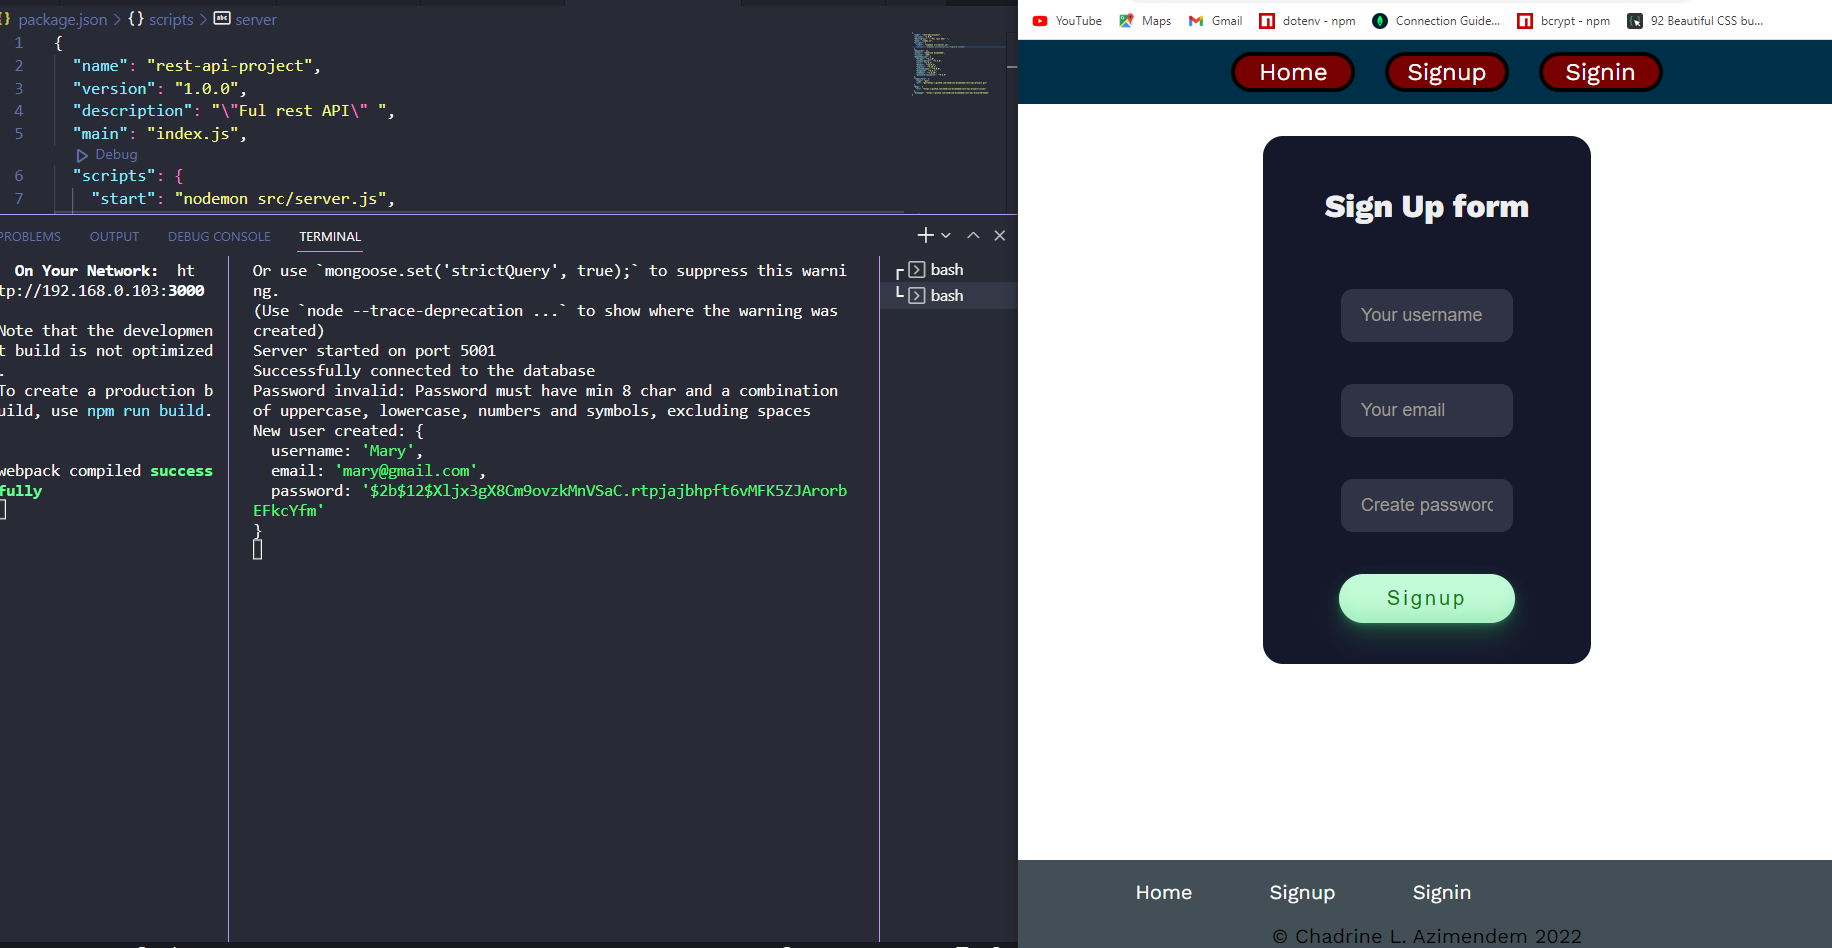 package.json > {} scripts > abc server
1 {
2 "name": "rest-api-project",
3 "version": "1.0.0",
4 "description": "\"Ful rest API\" ",
5 "main": "index.js",
Debug
6 "scripts": {
7 "start": "nodemon src/server.js",
PROBLEMS OUTPUT DEBUG CONSOLE TERMINAL
On Your Network: ht
tp://192.168.0.103:3000
Note that the developmen
t build is not optimized
.
To create a production b
uild, use npm run build.
webpack compiled success
fully
Or use `mongoose.set('strictQuery', true);` to suppress this warni
ng.
(Use `node --trace-deprecation ...` to show where the warning was
created)
Server started on port 5001
Successfully connected to the database
Password invalid: Password must have min 8 char and a combination
of uppercase, lowercase, numbers and symbols, excluding spaces
New user created: {
username: 'Mary',
email: 'mary@gmail.com',
password: '$2b$12$Xljx3gX8Cm9ovzkMnVSaC.rtpjajbhpft6vMFK5ZJArorb
EFkcYfm'
}
bash
bash
YouTube Maps Gmail dotenv - npm Connection Guide... bcrypt - npm 92 Beautiful CSS bu...
Home Signup Signin
Sign Up form
Your username
Your email
Create password
Signup
Home Signup Signin
© Chadrine L. Azimendem 2022